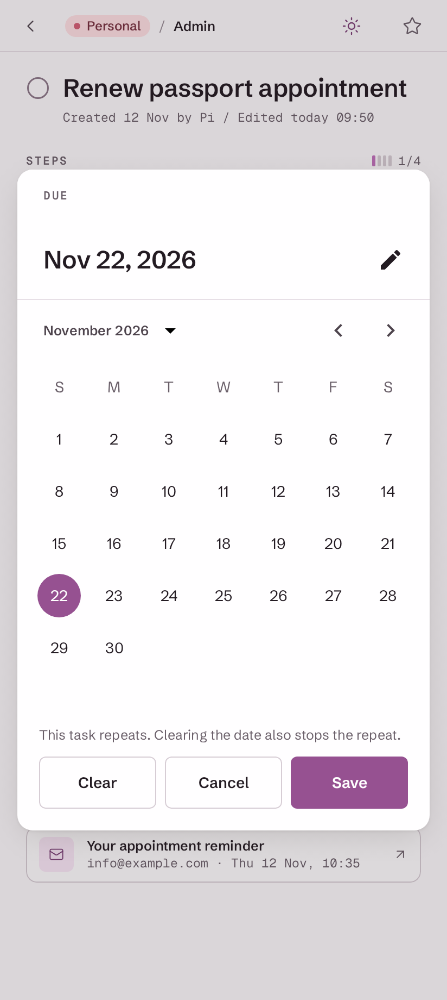 Personal / Admin
Renew passport appointment
Created 12 Nov by Pi / Edited today 09:50
STEPS 1/4
DUE
Nov 22, 2026
November 2026
S M T W T F S
1 2 3 4 5 6 7
8 9 10 11 12 13 14
15 16 17 18 19 20 21
22 23 24 25 26 27 28
29 30
This task repeats. Clearing the date also stops the repeat.
Clear Cancel Save
Your appointment reminder
info@example.com · Thu 12 Nov, 10:35